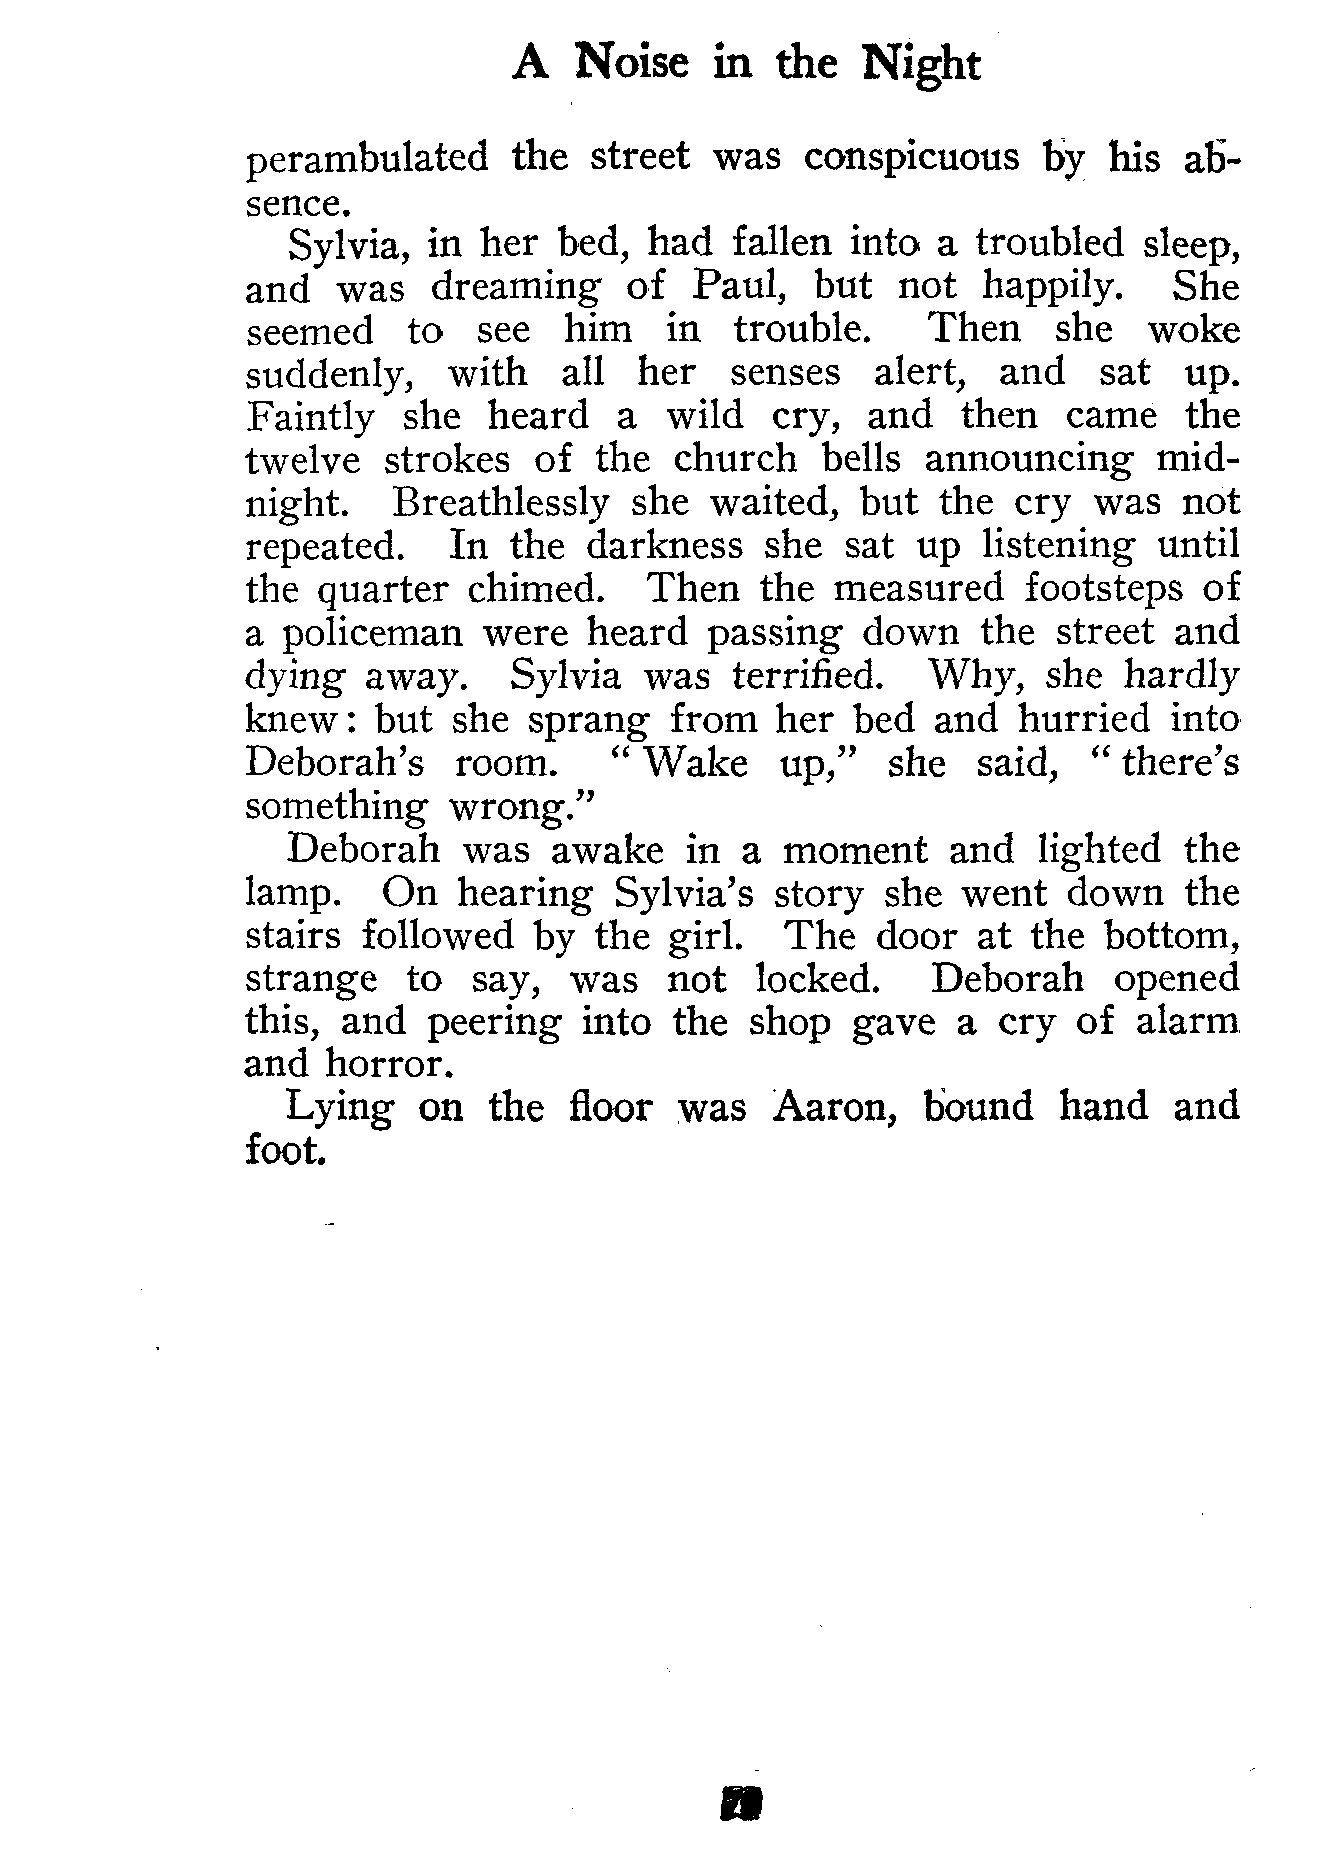 A Noise in the Night
perambulated the street was conspicuous by his ab-
sence.
Sylvia, in her bed, had fallen into a troubled sleep,
and was dreaming of Paul, but not happily. She
seemed to see him in trouble. Then she woke
suddenly, with all her senses alert, and sat up.
Faintly she heard a wild cry, and then came the
twelve strokes of the church bells announcing mid-
night. Breathlessly she waited, but the cry was not
repeated. In the darkness she sat up listening until
the quarter chimed. Then the measured footsteps of
a policeman were heard passing down the street and
dying away. Sylvia was terrified. Why, she hardly
knew: but she sprang from her bed and hurried into
Deborah's room. "Wake up," she said, "there's
something wrong."
Deborah was awake in a moment and lighted the
lamp. On hearing Sylvia's story she went down the
stairs followed by the girl. The door at the bottom,
strange to say, was not locked. Deborah opened
this, and peering into the shop gave a cry of alarm
and horror.
Lying on the floor was Aaron, bound hand and
foot.